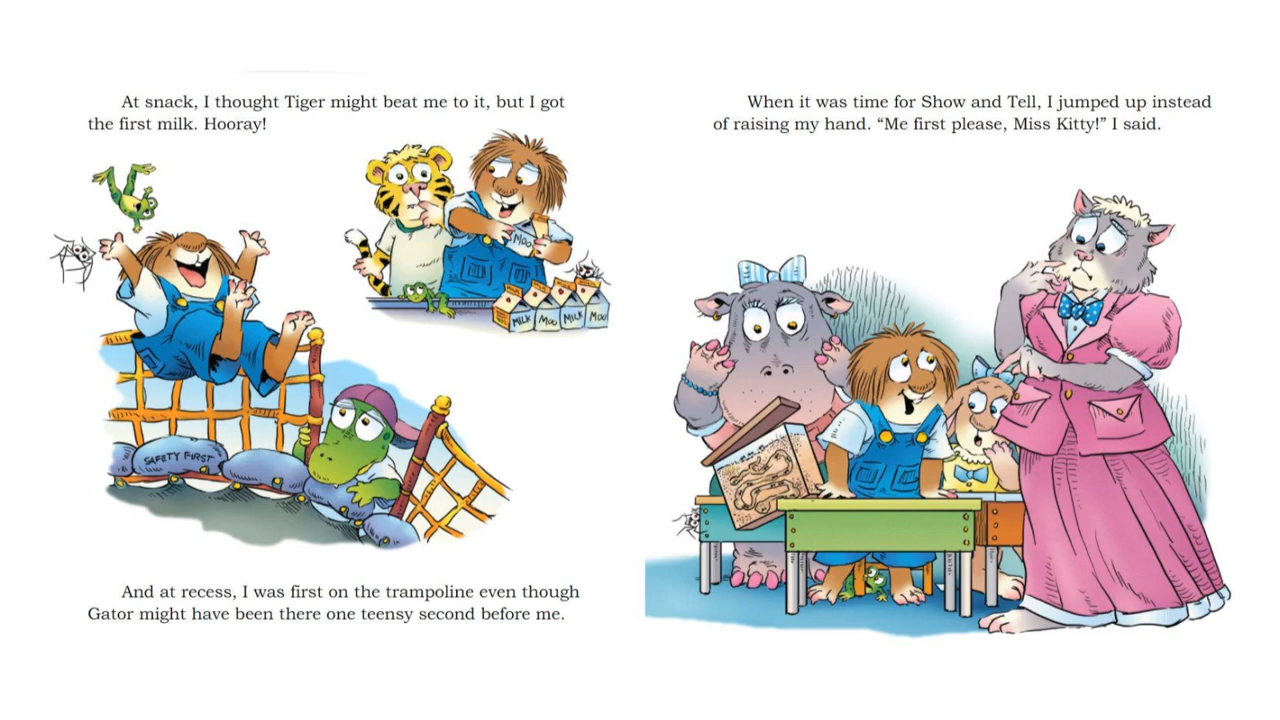 At snack, I thought Tiger might beat me to it, but I got
the first milk. Hooray!
MOO
MILK
MOO
MILK
MOO
SAFETY FIRST
And at recess, I was first on the trampoline even though
Gator might have been there one teensy second before me.
When it was time for Show and Tell, I jumped up instead
of raising my hand. “Me first please, Miss Kitty!” I said.